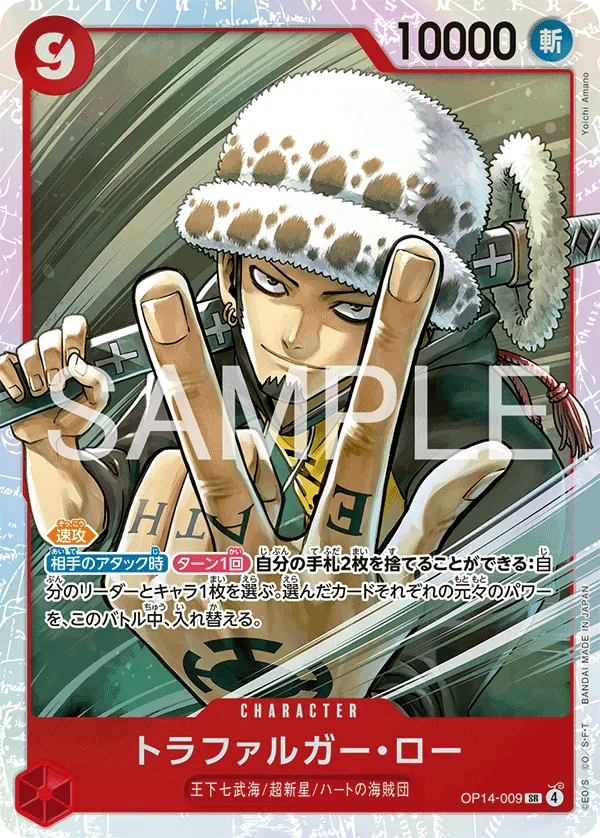 9
10000
斬
Yoichi Amano
SAMPLE
H
TH
E
速攻
相手のアタック時 ターン1回 自分の手札2枚を捨てることができる:自
分のリーダーとキャラ1枚を選ぶ。選んだカードそれぞれの元々のパワー
を、このバトル中、入れ替える。
CHARACTER
トラファルガー・ロー
王下七武海/超新星/ハートの海賊団
OP14-009 SR 4
©E/O/S ©O/S・F・T BANDAI MADE IN JAPAN